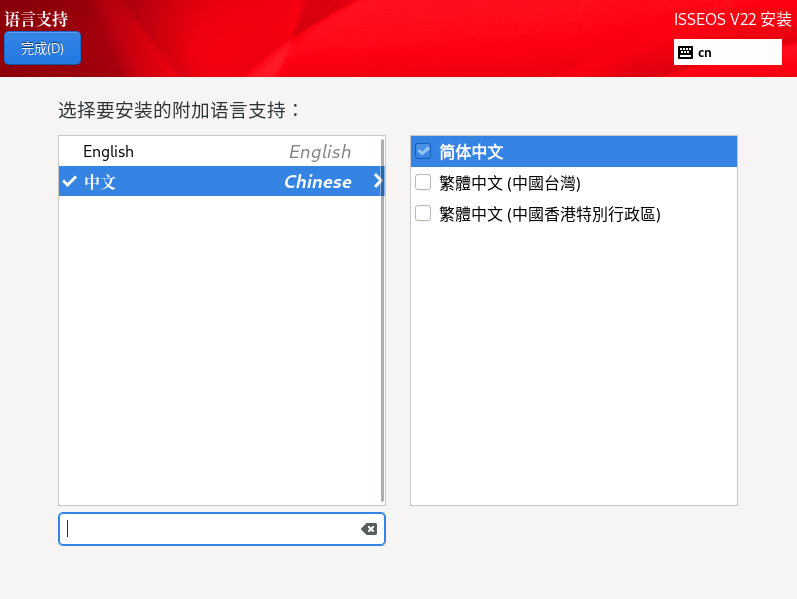 语言支持
ISSEOS V22 安装
完成(D)
cn
选择要安装的附加语言支持：
English English
中文 Chinese
简体中文
繁體中文 (中國台灣)
繁體中文 (中國香港特別行政區)